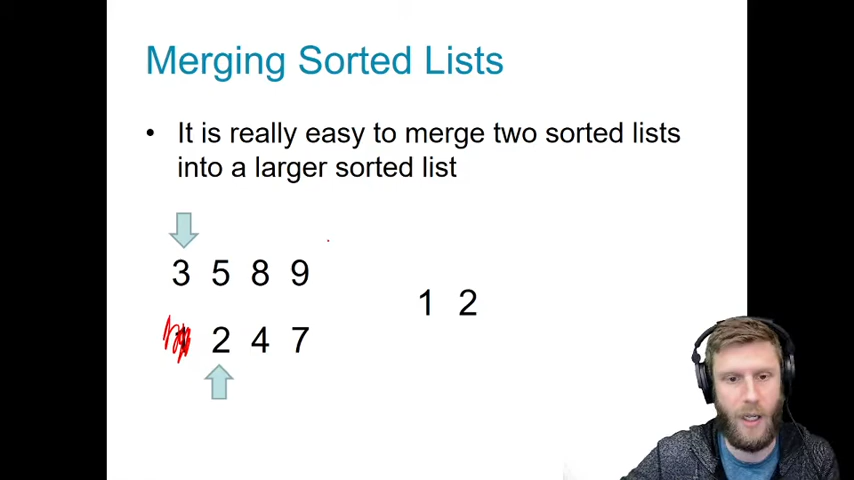 Merging Sorted Lists
• It is really easy to merge two sorted lists
into a larger sorted list
3 5 8 9
1 2
2 4 7